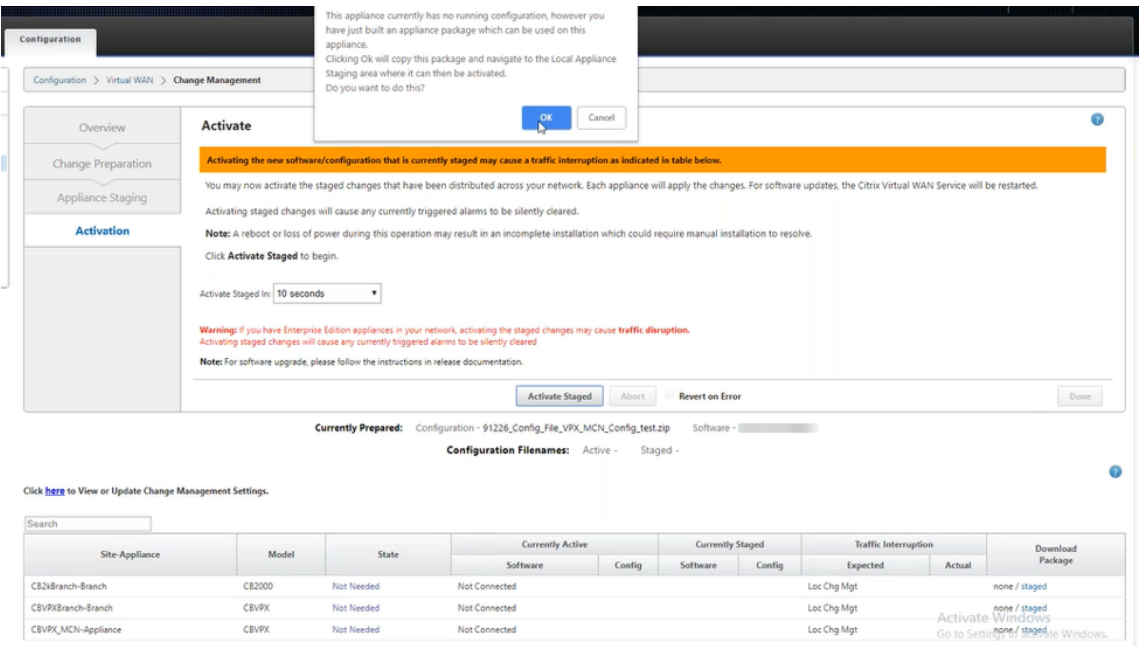 This appliance currently has no running configuration, however you
have just built an appliance package which can be used on this
appliance.
Clicking Ok will copy this package and navigate to the Local Appliance
Staging area where it can then be activated.
Do you want to do this?
OK Cancel
Configuration
Configuration > Virtual WAN > Change Management
Overview
Change Preparation
Appliance Staging
Activation
Activate
?
Activating the new software/configuration that is currently staged may cause a traffic interruption as indicated in table below.
You may now activate the staged changes that have been distributed across your network. Each appliance will apply the changes. For software updates, the Citrix Virtual WAN Service will be restarted.
Activating staged changes will cause any currently triggered alarms to be silently cleared.
Note: A reboot or loss of power during this operation may result in an incomplete installation which could require manual installation to resolve.
Click Activate Staged to begin.
Activate Staged In: 10 seconds
Warning: If you have Enterprise Edition appliances in your network, activating the staged changes may cause traffic disruption.
Activating staged changes will cause any currently triggered alarms to be silently cleared
Note: For software upgrade, please follow the instructions in release documentation.
Activate Staged Abort Revert on Error Done
Currently Prepared: Configuration - 91226_Config_File_VPX_MCN_Config_test.zip Software -
Configuration Filenames: Active - Staged -
?
Click here to View or Update Change Management Settings.
Search
Site-Appliance Model State Currently Active Currently Staged Traffic Interruption Download Package
Software Config Software Config Expected Actual
CB2kBranch-Branch CB2000 Not Needed Not Connected Loc Chg Mgt none / staged
CBVPXBranch-Branch CBVPX Not Needed Not Connected Loc Chg Mgt none / staged
CBVPX_MCN-Appliance CBVPX Not Needed Not Connected Loc Chg Mgt none / staged
Activate Windows
Go to Settings to activate Windows.